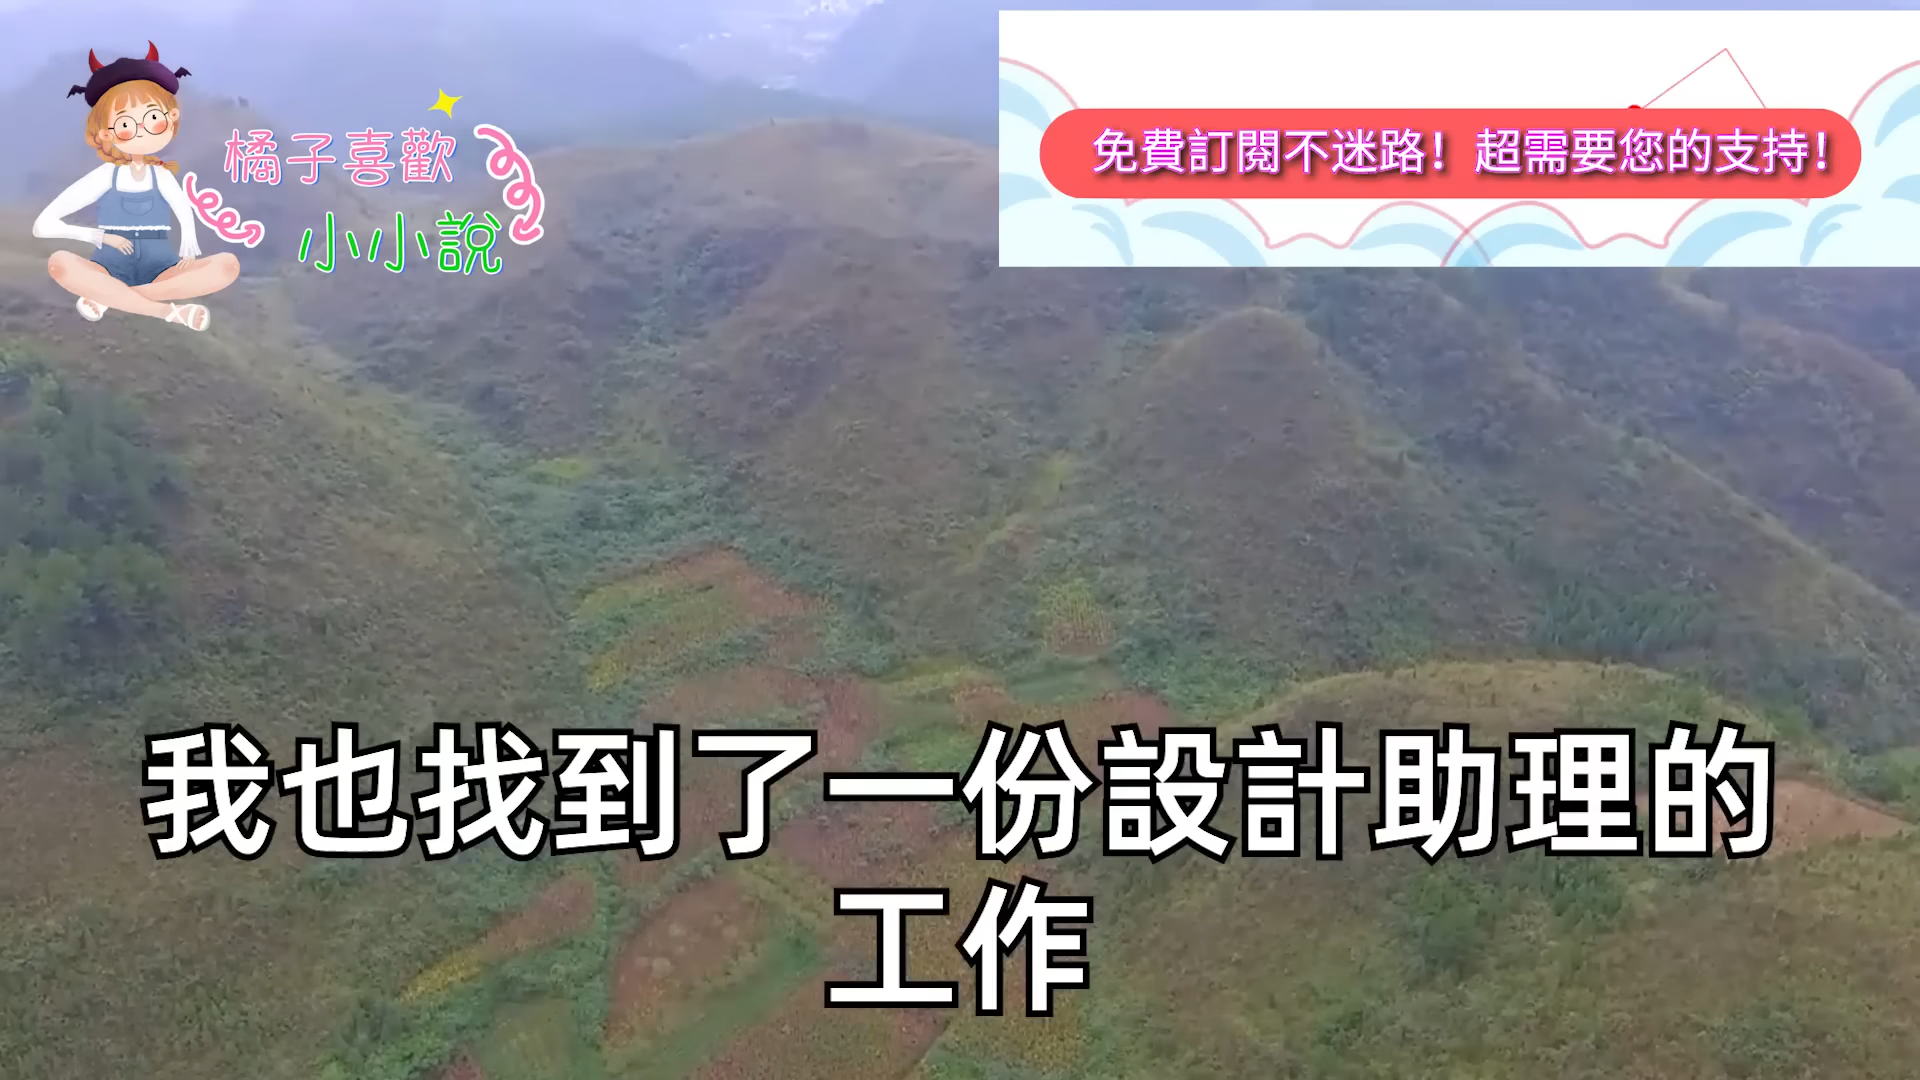 橘子喜歡
小小說
免費訂閱不迷路！超需要您的支持！
我也找到了一份設計助理的
工作